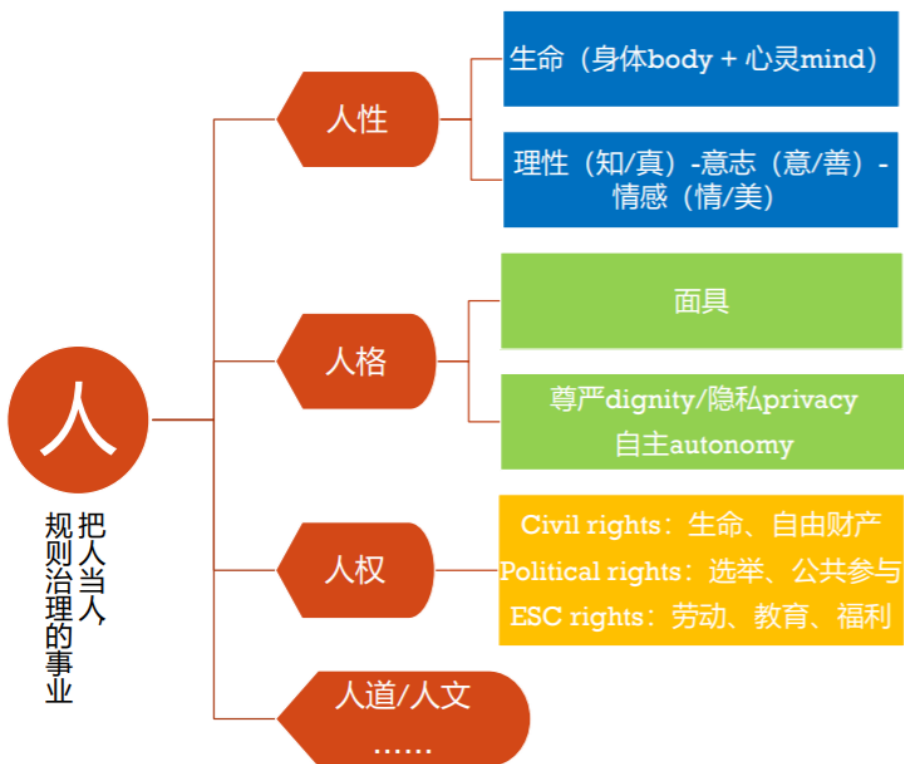 人
把人当人，
规则治理的事业
人性
生命（身体body + 心灵mind）
理性（知/真）-意志（意/善）-
情感（情/美）
人格
面具
尊严dignity/隐私privacy
自主autonomy
人权
Civil rights：生命、自由财产
Political rights：选举、公共参与
ESC rights：劳动、教育、福利
人道/人文
……